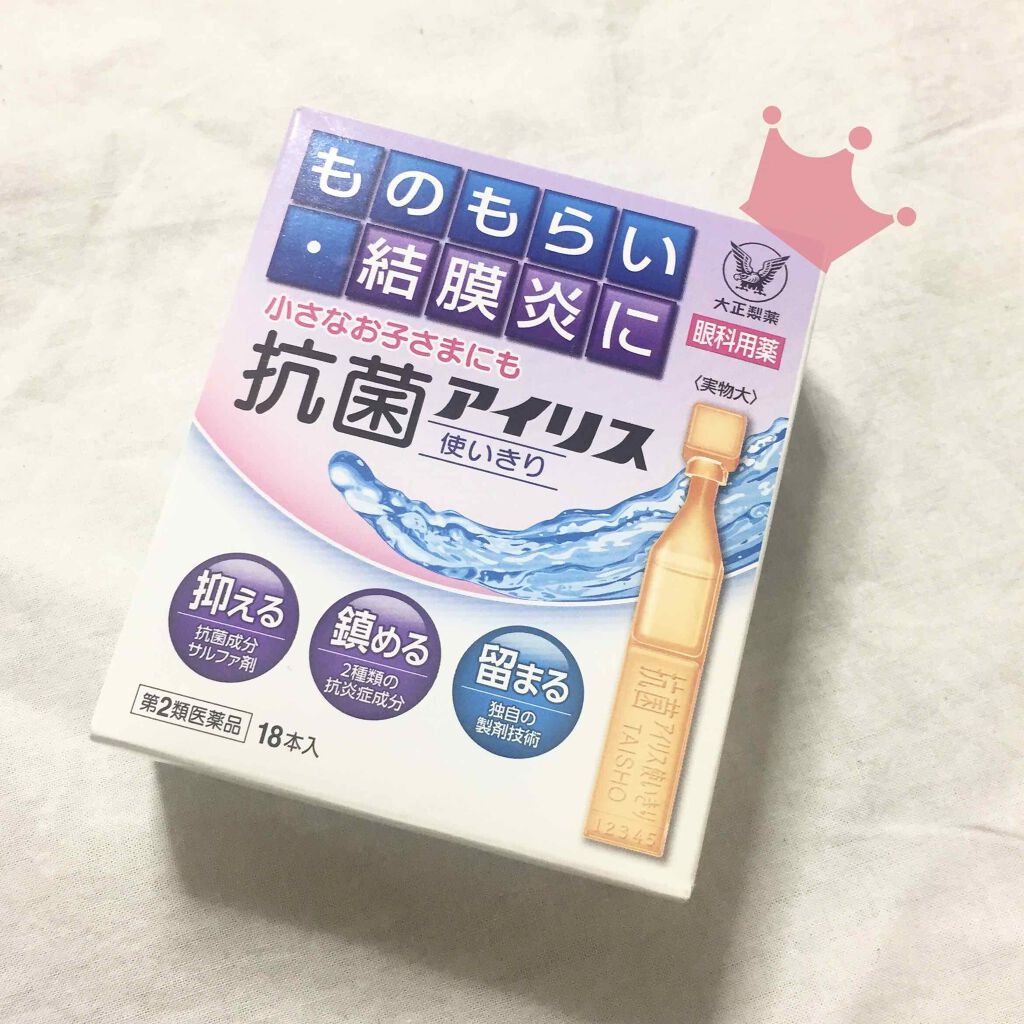 ものもらい
・結膜炎に
小さなお子さまにも
抗菌アイリス
使いきり
大正製薬
眼科用薬
〈実物大〉
抑える
抗菌成分
サルファ剤
鎮める
2種類の
抗炎症成分
留まる
独自の
製剤技術
第2類医薬品 18本入
抗菌アイリス使いきり
TAISHO
12345